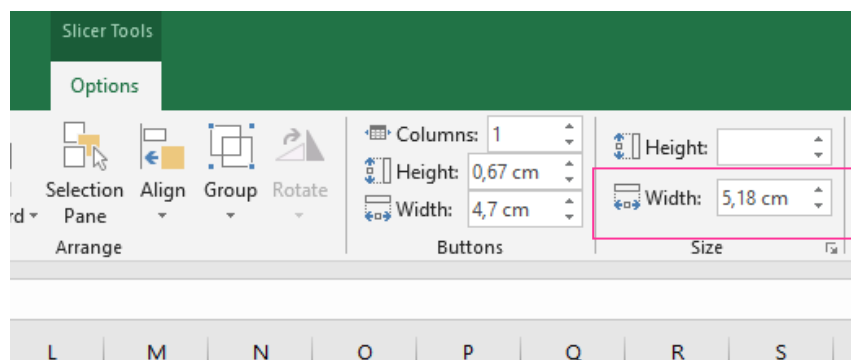 Slicer Tools
Options
Columns: 1
Height:
Height: 0,67 cm
Selection Align Group Rotate
Width: 5,18 cm
rd Pane
Width: 4,7 cm
Arrange
Buttons
Size
L M N O P Q R S